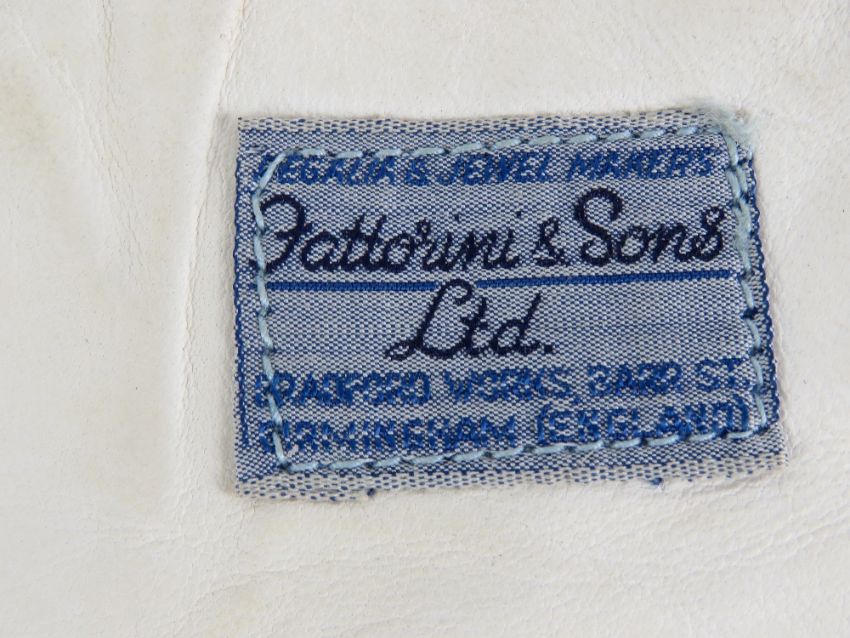 REGALIA & JEWEL MAKERS
Fattorini & Sons
Ltd.
BRADFORD WORKS, BARR ST.
BIRMINGHAM (ENGLAND)